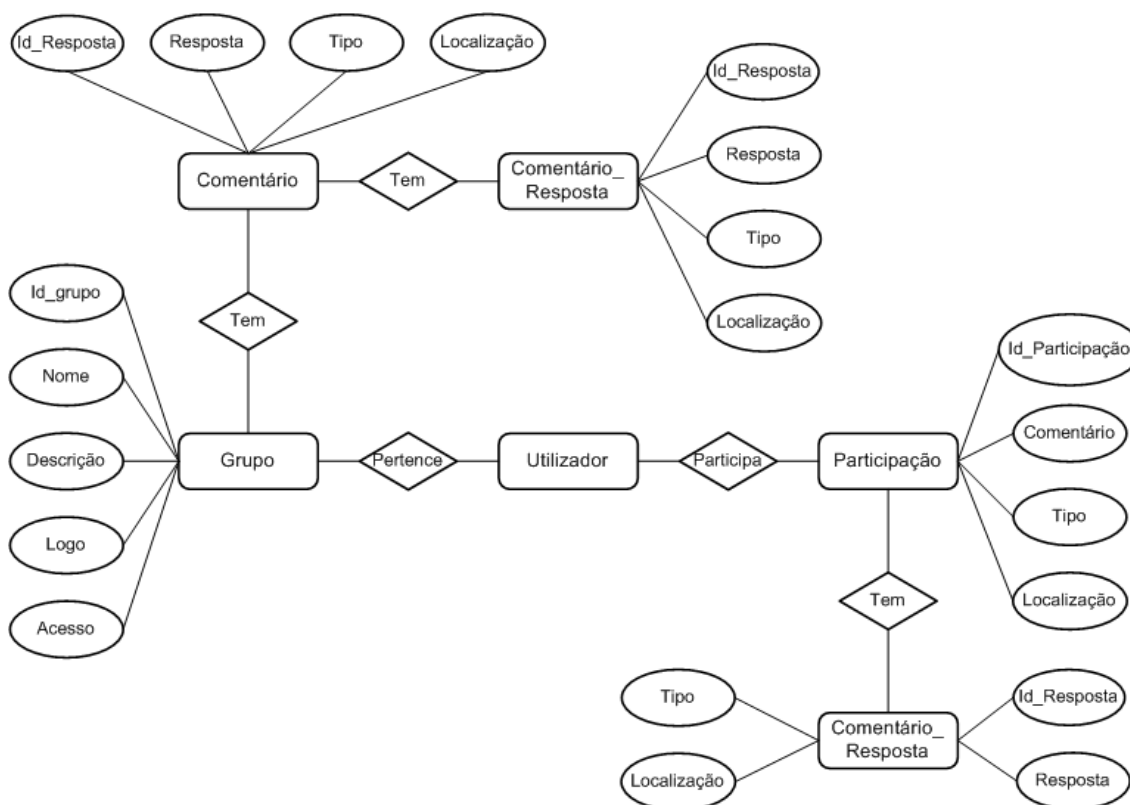 Id_Resposta
Resposta
Tipo
Localização
Id_Resposta
Resposta
Tipo
Localização
Comentário
Tem
Comentário_
Resposta
Tem
Id_grupo
Nome
Descrição
Logo
Acesso
Grupo
Pertence
Utilizador
Participa
Participação
Id_Participação
Comentário
Tipo
Localização
Tem
Tipo
Localização
Comentário_
Resposta
Id_Resposta
Resposta